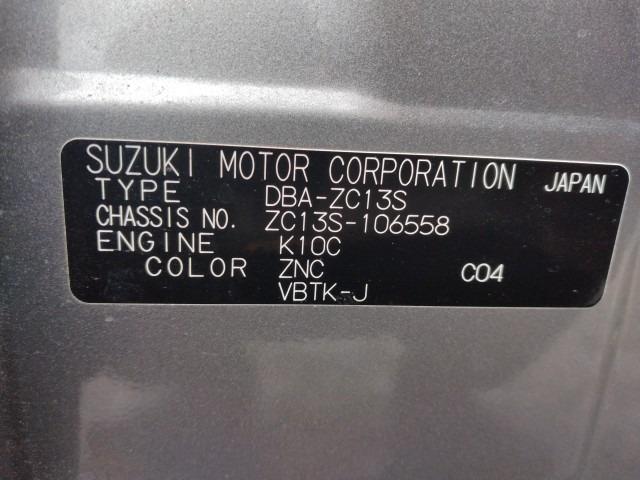 SUZUKI MOTOR CORPORATION JAPAN
TYPE DBA-ZC13S
CHASSIS NO. ZC13S-106558
ENGINE K10C
COLOR ZNC C04
VBTK-J